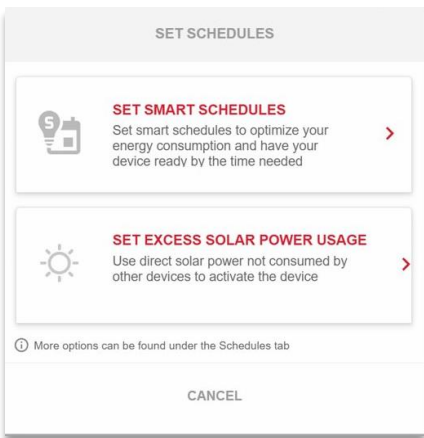 SET SCHEDULES
SET SMART SCHEDULES
Set smart schedules to optimize your
energy consumption and have your
device ready by the time needed
SET EXCESS SOLAR POWER USAGE
Use direct solar power not consumed by
other devices to activate the device
More options can be found under the Schedules tab
CANCEL